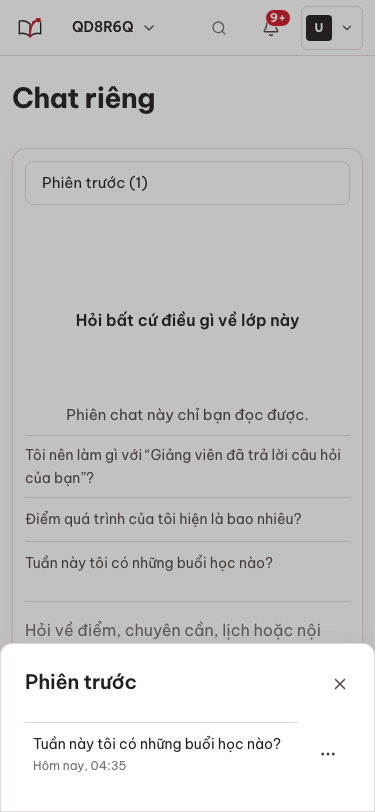 QD8R6Q
9+
U
Chat riêng
Phiên trước (1)
Hỏi bất cứ điều gì về lớp này
Phiên chat này chỉ bạn đọc được.
Tôi nên làm gì với “Giảng viên đã trả lời câu hỏi
của bạn”?
Điểm quá trình của tôi hiện là bao nhiêu?
Tuần này tôi có những buổi học nào?
Hỏi về điểm, chuyên cần, lịch hoặc nội
Phiên trước
Tuần này tôi có những buổi học nào?
Hôm nay, 04:35